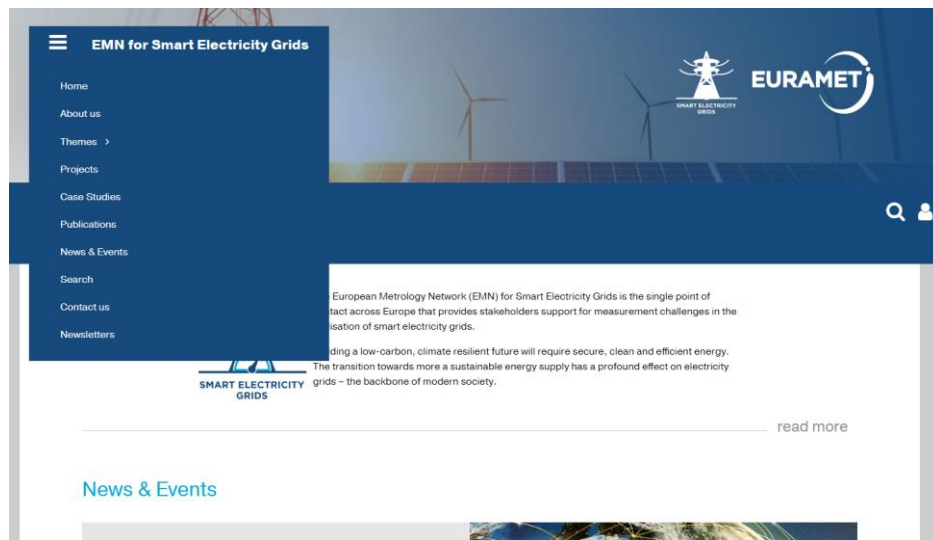 EMN for Smart Electricity Grids
Home
About us
Themes >
Projects
Case Studies
Publications
News & Events
Search
Contact us
Newsletters
SMART ELECTRICITY
GRIDS
EURAMET
European Metrology Network (EMN) for Smart Electricity Grids is the single point of
across Europe that provides stakeholders support for measurement challenges in the
of smart electricity grids.
a low-carbon, climate resilient future will require secure, clean and efficient energy.
The transition towards more a sustainable energy supply has a profound effect on electricity
grids – the backbone of modern society.
SMART ELECTRICITY
GRIDS
read more
News & Events